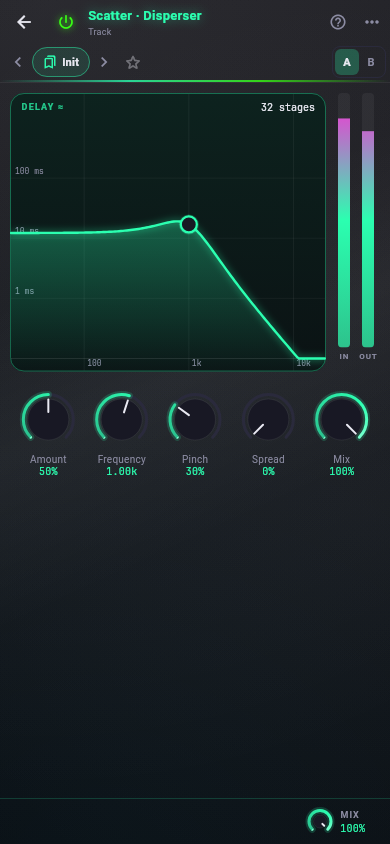 Scatter · Disperser
Track
Init
A B
DELAY ≈ 32 stages
100 ms
10 ms
1 ms
100 1k 10k
IN OUT
Amount Frequency Pinch Spread Mix
50% 1.00k 30% 0% 100%
MIX
100%